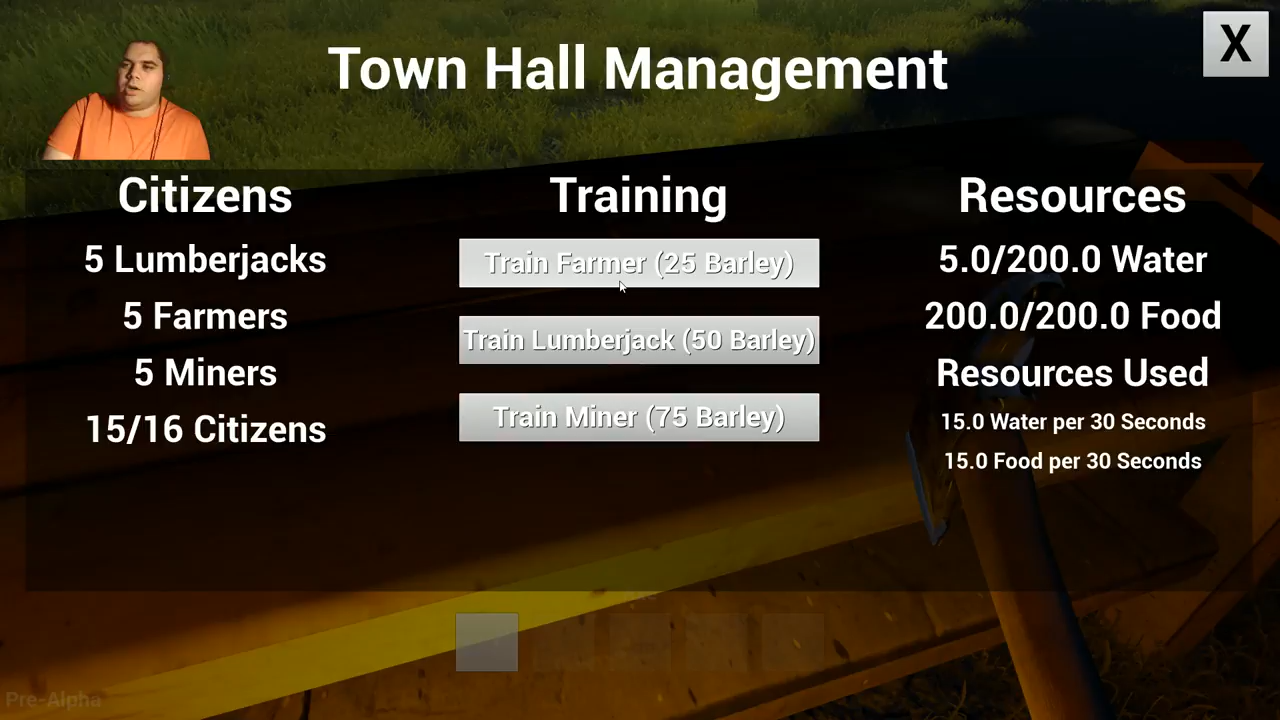 Town Hall Management
X
Citizens
5 Lumberjacks
5 Farmers
5 Miners
15/16 Citizens
Training
Train Farmer (25 Barley)
Train Lumberjack (50 Barley)
Train Miner (75 Barley)
Resources
5.0/200.0 Water
200.0/200.0 Food
Resources Used
15.0 Water per 30 Seconds
15.0 Food per 30 Seconds
Pre-Alpha